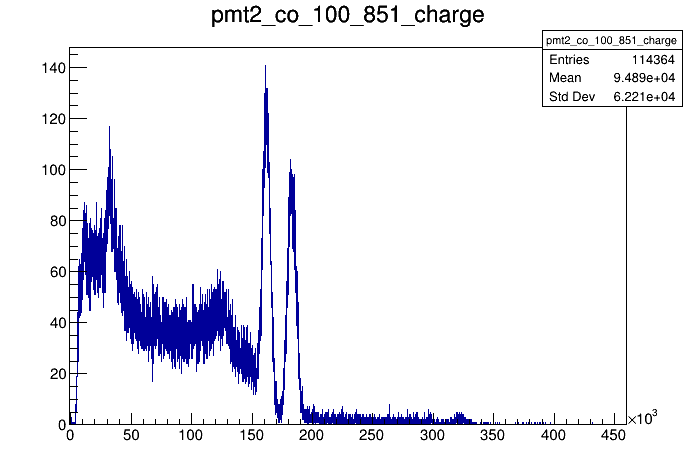 pmt2_co_100_851_charge
pmt2_co_100_851_charge
Entries 114364
Mean 9.489e+04
Std Dev 6.221e+04
140
120
100
80
60
40
20
0
0 50 100 150 200 250 300 350 400 450 ×10³